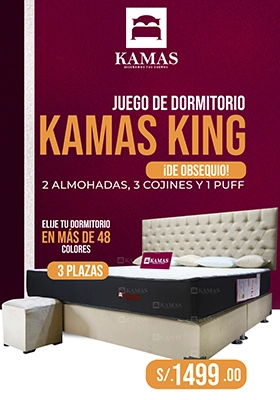 KAMAS
DISEÑAMOS TUS SUEÑOS
JUEGO DE DORMITORIO
KAMAS KING
¡DE OBSEQUIO!
2 ALMOHADAS, 3 COJINES Y 1 PUFF
ELIJE TU DORMITORIO
EN MÁS DE 48
COLORES
3 PLAZAS
KAMAS
S/.1499.00